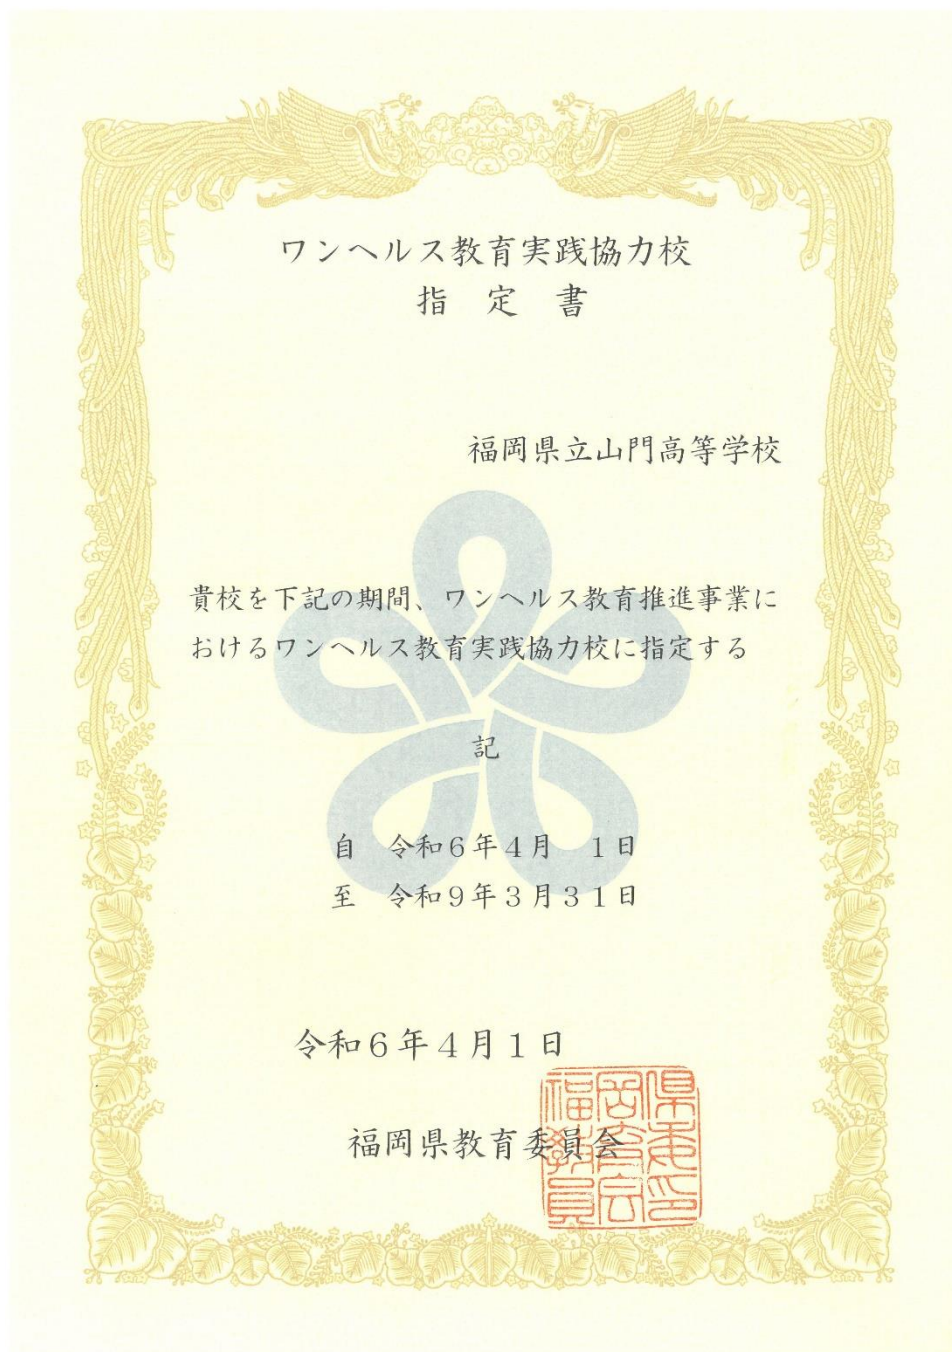 ワンヘルス教育実践協力校
指　定　書
福岡県立山門高等学校
貴校を下記の期間、ワンヘルス教育推進事業に
おけるワンヘルス教育実践協力校に指定する
記
自　令和６年４月　１日
至　令和９年３月３１日
令和６年４月１日
福岡県教育委員会